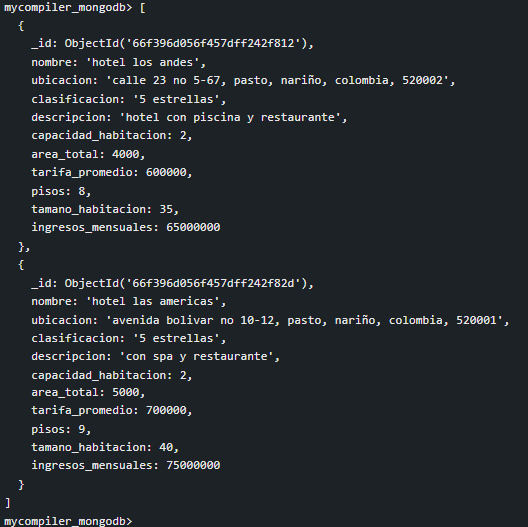 mycompiler_mongodb> [
  {
    _id: ObjectId('66f396d056f457dff242f812'),
    nombre: 'hotel los andes',
    ubicacion: 'calle 23 no 5-67, pasto, nariño, colombia, 520002',
    clasificacion: '5 estrellas',
    descripcion: 'hotel con piscina y restaurante',
    capacidad_habitacion: 2,
    area_total: 4000,
    tarifa_promedio: 600000,
    pisos: 8,
    tamano_habitacion: 35,
    ingresos_mensuales: 65000000
  },
  {
    _id: ObjectId('66f396d056f457dff242f82d'),
    nombre: 'hotel las americas',
    ubicacion: 'avenida bolivar no 10-12, pasto, nariño, colombia, 520001',
    clasificacion: '5 estrellas',
    descripcion: 'con spa y restaurante',
    capacidad_habitacion: 2,
    area_total: 5000,
    tarifa_promedio: 700000,
    pisos: 9,
    tamano_habitacion: 40,
    ingresos_mensuales: 75000000
  }
]
mycompiler_mongodb>